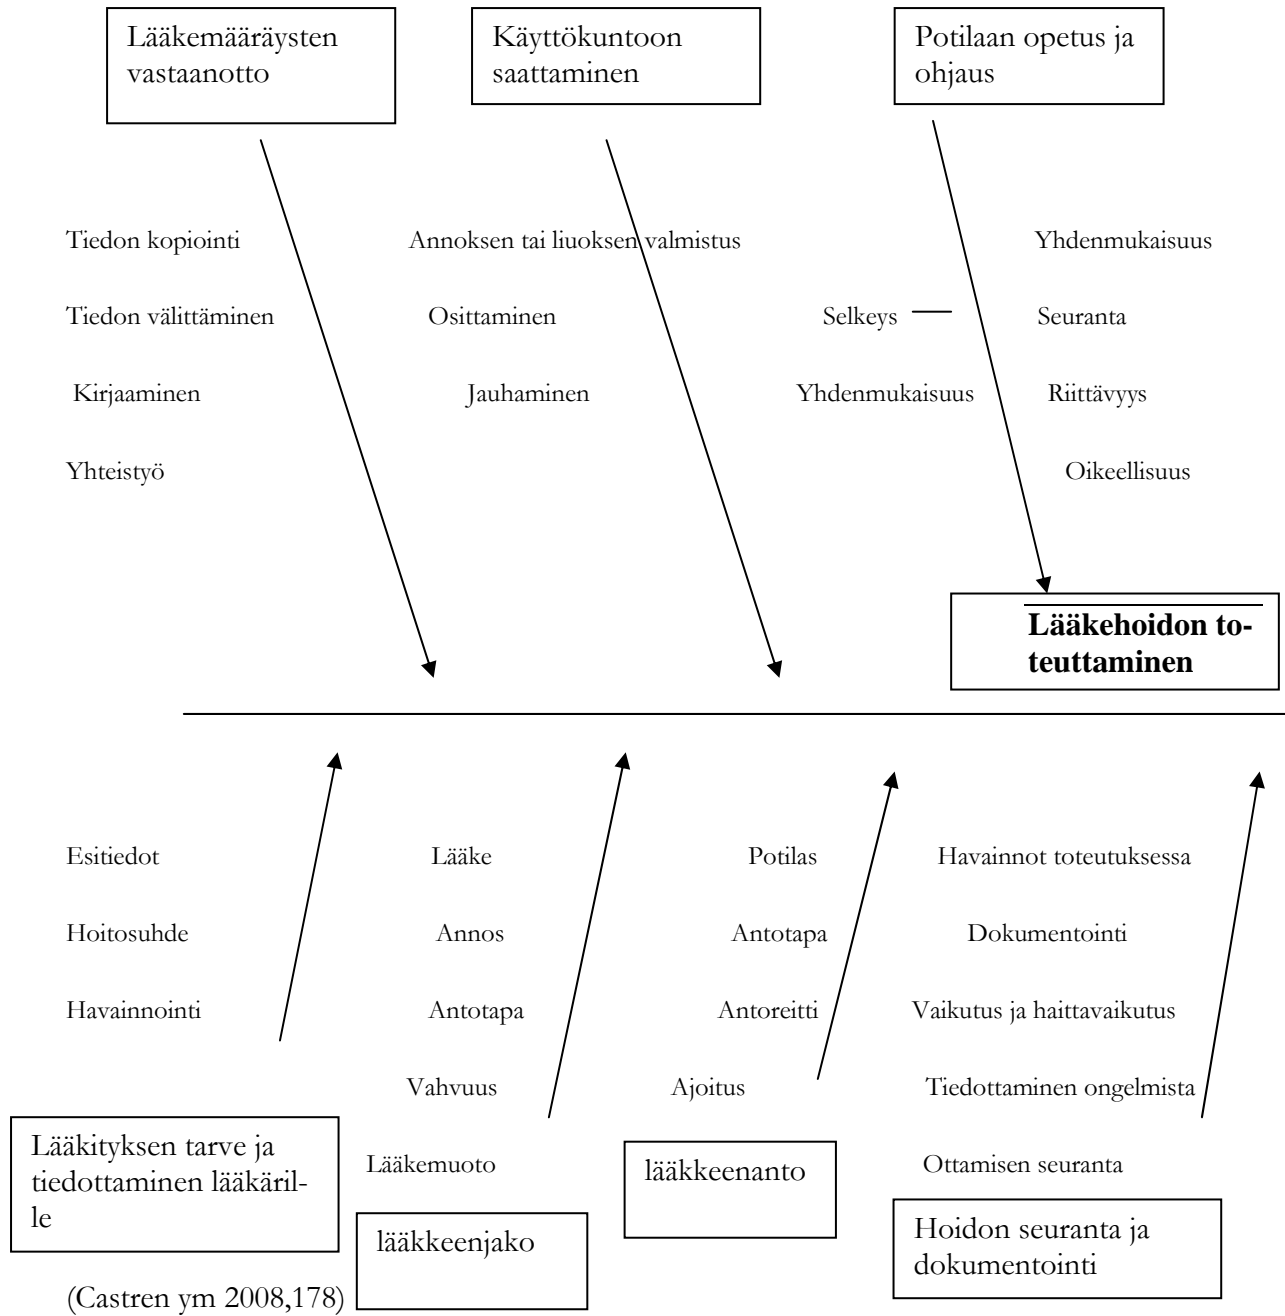 Lääkemääräysten
vastaanotto
Käyttökuntoon
saattaminen
Potilaan opetus ja
ohjaus
Tiedon kopiointi
Tiedon välittäminen
Kirjaaminen
Yhteistyö
Annoksen tai liuoksen valmistus
Osittaminen
Jauhaminen
Selkeys
Yhdenmukaisuus
Yhdenmukaisuus
Seuranta
Riittävyys
Oikeellisuus
Lääkehoidon to-
teuttaminen
Esitiedot
Hoitosuhde
Havainnointi
Lääkityksen tarve ja
tiedottaminen lääkäril-
le
Lääke
Annos
Antotapa
Vahvuus
Lääkemuoto
lääkkeenjako
Potilas
Antotapa
Antoreitti
Ajoitus
lääkkeenanto
Havainnot toteutuksessa
Dokumentointi
Vaikutus ja haittavaikutus
Tiedottaminen ongelmista
Ottamisen seuranta
Hoidon seuranta ja
dokumentointi
(Castren ym 2008,178)